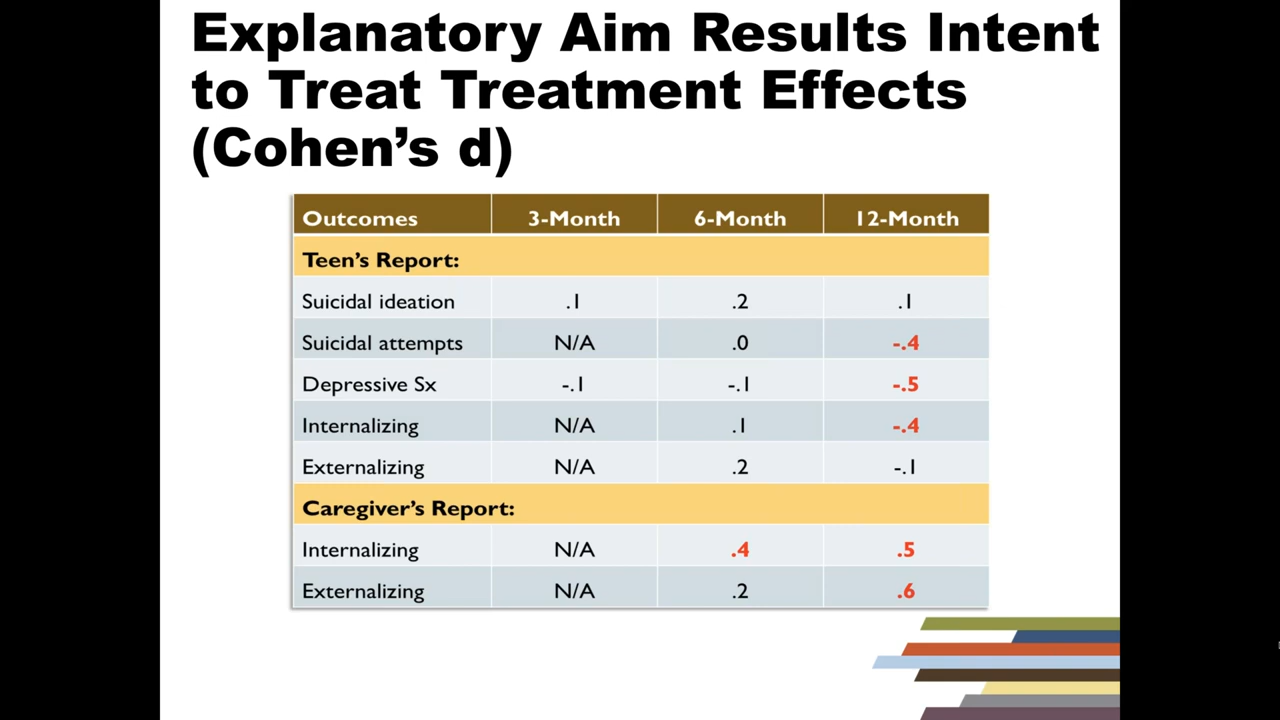 Explanatory Aim Results Intent
to Treat Treatment Effects
(Cohen’s d)
Outcomes 3-Month 6-Month 12-Month
Teen’s Report:
Suicidal ideation .1 .2 .1
Suicidal attempts N/A .0 -.4
Depressive Sx -.1 -.1 -.5
Internalizing N/A .1 -.4
Externalizing N/A .2 -.1
Caregiver’s Report:
Internalizing N/A .4 .5
Externalizing N/A .2 .6